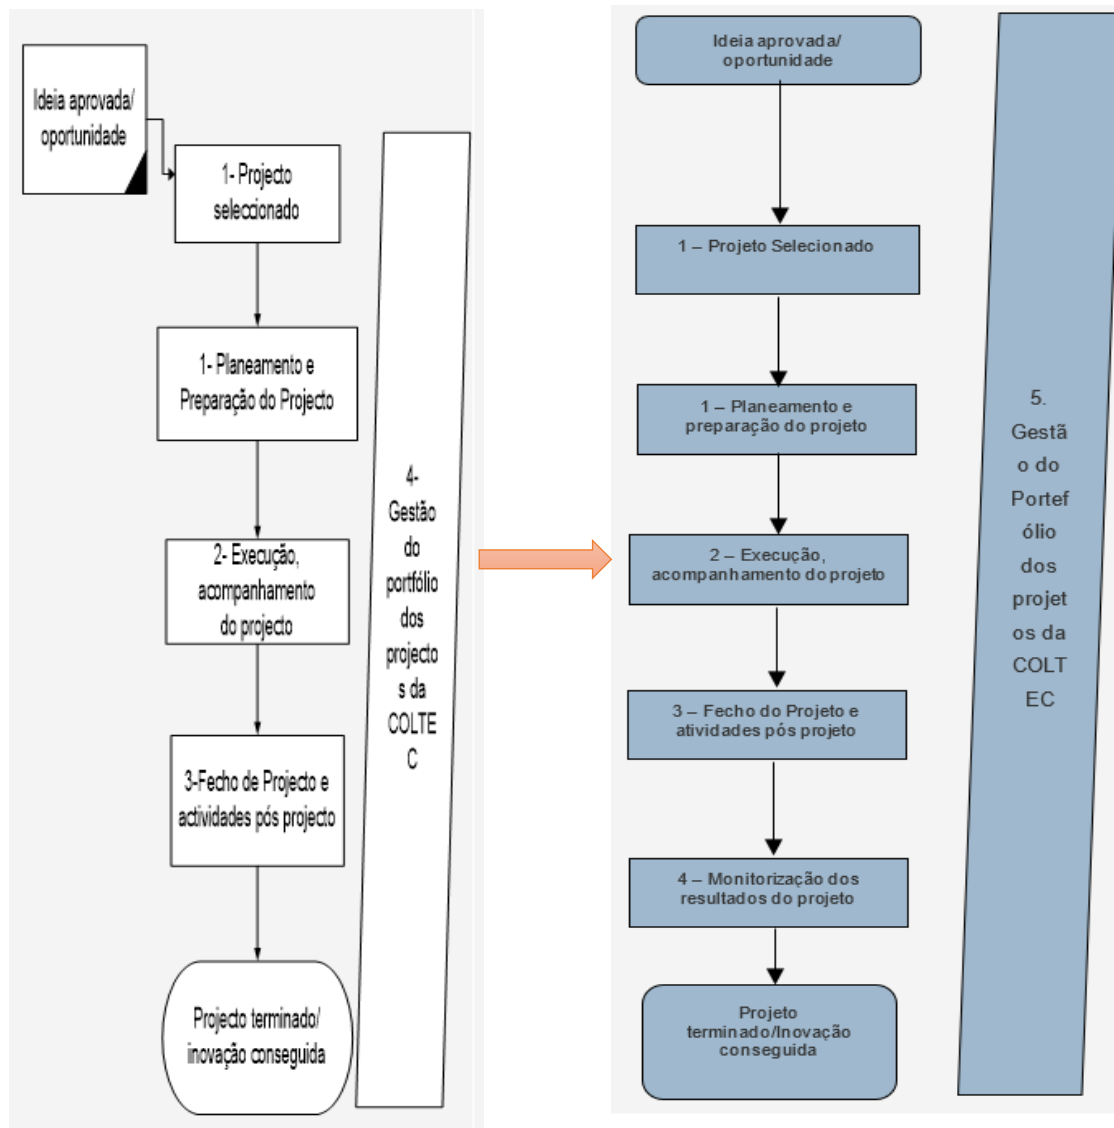 Ideia aprovada/
oportunidade
1- Projecto
seleccionado
1- Planeamento e
Preparação do Projecto
2- Execução,
acompanhamento
do projecto
3-Fecho de Projecto e
actividades pós projecto
Projecto terminado/
inovação conseguida
4-
Gestão
do
portfólio
dos
projecto
s da
COLTE
C
Ideia aprovada/
oportunidade
1 – Projeto Selecionado
1 – Planeamento e
preparação do projeto
2 – Execução,
acompanhamento do projeto
3 – Fecho do Projeto e
atividades pós projeto
4 – Monitorização dos
resultados do projeto
Projeto
terminado/Inovação
conseguida
5.
Gestã
o do
Portef
ólio
dos
projet
os da
COLT
EC